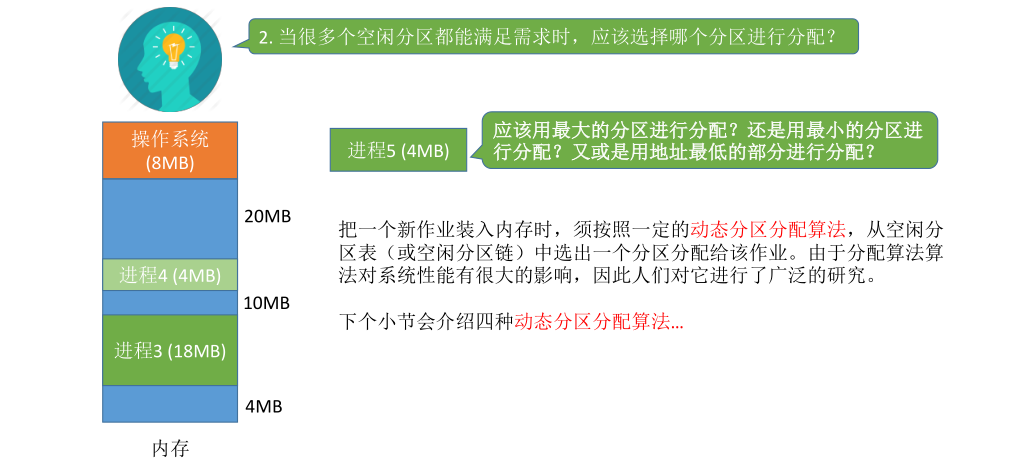 2. 当很多个空闲分区都能满足需求时，应该选择哪个分区进行分配？
操作系统
(8MB)
20MB
进程4 (4MB)
10MB
进程3 (18MB)
4MB
内存
进程5 (4MB)
应该用最大的分区进行分配？还是用最小的分区进
行分配？又或是用地址最低的部分进行分配？
把一个新作业装入内存时，须按照一定的动态分区分配算法，从空闲分
区表（或空闲分区链）中选出一个分区分配给该作业。由于分配算法算
法对系统性能有很大的影响，因此人们对它进行了广泛的研究。
下个小节会介绍四种动态分区分配算法...